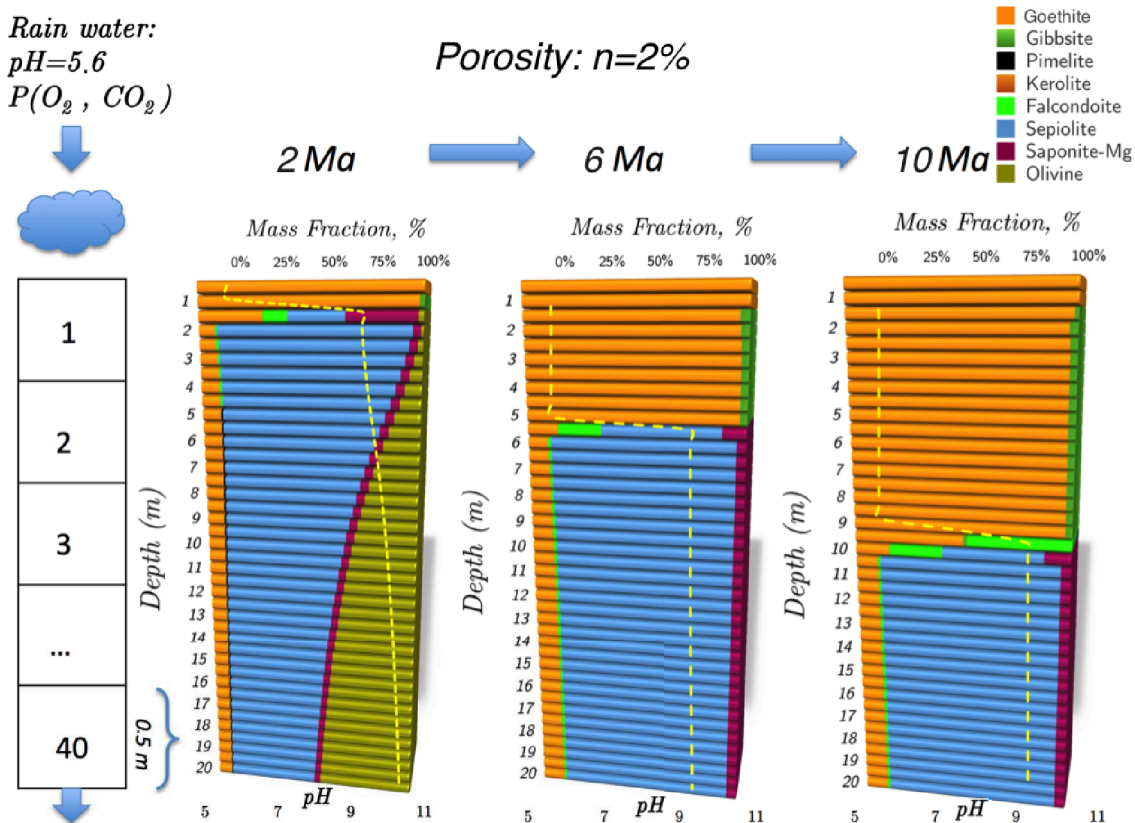 Rain water:
pH=5.6
P(O₂ , CO₂ )
Porosity: n=2%
Goethite
Gibbsite
Pimelite
Kerolite
Falcondoite
Sepiolite
Saponite-Mg
Olivine
2 Ma
6 Ma
10 Ma
1
2
3
...
40
0.5 m
Mass Fraction, %
0% 25% 50% 75% 100%
Depth (m)
1
2
3
4
5
6
7
8
9
10
11
12
13
14
15
16
17
18
19
20
5 7 pH 9 11
Mass Fraction, %
0% 25% 50% 75% 100%
Depth (m)
1
2
3
4
5
6
7
8
9
10
11
12
13
14
15
16
17
18
19
20
5 7 pH 9 11
Mass Fraction, %
0% 25% 50% 75% 100%
Depth (m)
1
2
3
4
5
6
7
8
9
10
11
12
13
14
15
16
17
18
19
20
5 7 pH 9 11